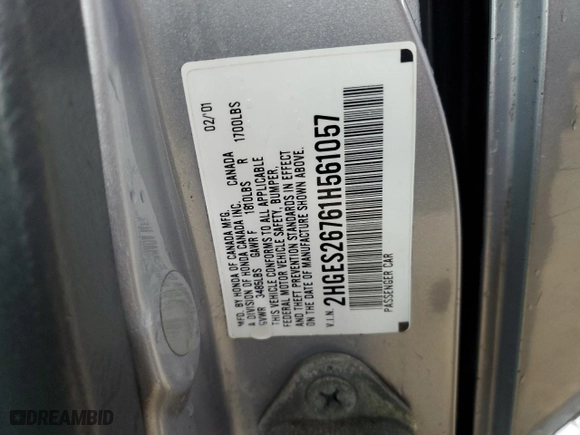 MFD. BY HONDA OF CANADA MFG.
A DIVISION OF HONDA CANADA INC. CANADA 02/'01
GVWR 3485LBS GAWR F 1810LBS R 1700LBS
THIS VEHICLE CONFORMS TO ALL APPLICABLE
FEDERAL MOTOR VEHICLE SAFETY, BUMPER,
AND THEFT PREVENTION STANDARDS IN EFFECT
ON THE DATE OF MANUFACTURE SHOWN ABOVE.
V.I.N. 2HGES26761H561057
PASSENGER CAR
DREAMBID